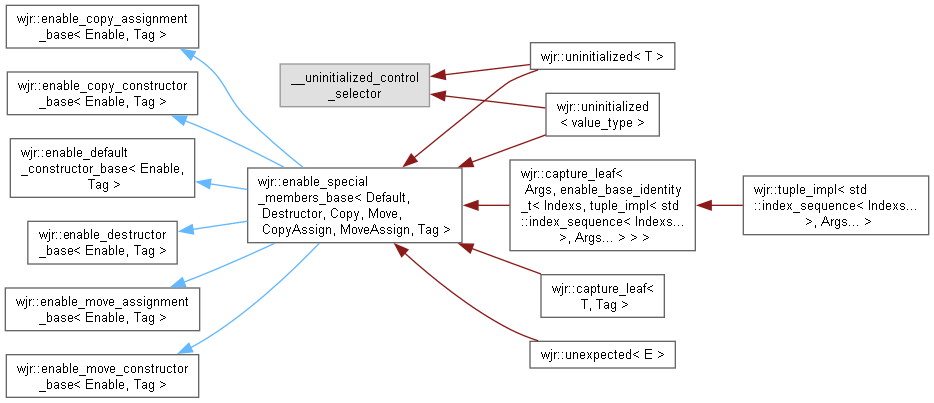 wjr::enable_copy_assignment
_base< Enable, Tag >
wjr::enable_copy_constructor
_base< Enable, Tag >
wjr::enable_default
_constructor_base< Enable,
Tag >
wjr::enable_destructor
_base< Enable, Tag >
wjr::enable_move_assignment
_base< Enable, Tag >
wjr::enable_move_constructor
_base< Enable, Tag >
__uninitialized_control
_selector
wjr::enable_special
_members_base< Default,
Destructor, Copy, Move,
CopyAssign, MoveAssign, Tag >
wjr::uninitialized< T >
wjr::uninitialized
< value_type >
wjr::capture_leaf<
Args, enable_base_identity
_t< Indexs, tuple_impl< std
::index_sequence< Indexs...
>, Args... > > >
wjr::capture_leaf<
T, Tag >
wjr::unexpected< E >
wjr::tuple_impl< std
::index_sequence< Indexs...
>, Args... >